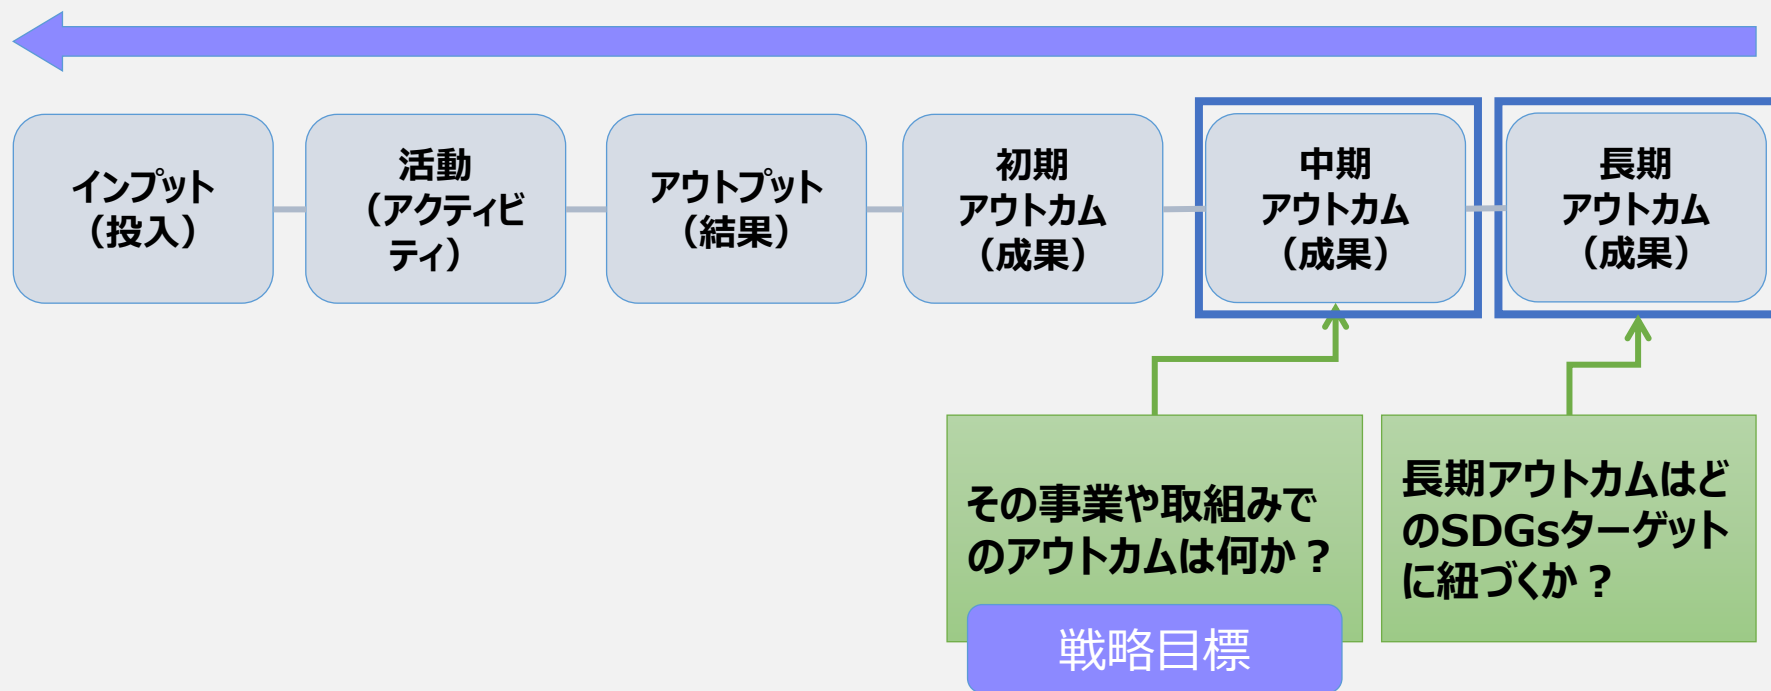 インプット
（投入）
活動
（アクティビ
ティ）
アウトプット
（結果）
初期
アウトカム
（成果）
中期
アウトカム
（成果）
長期
アウトカム
（成果）
その事業や取組みで
のアウトカムは何か？
戦略目標
長期アウトカムはど
のSDGsターゲット
に紐づくか？